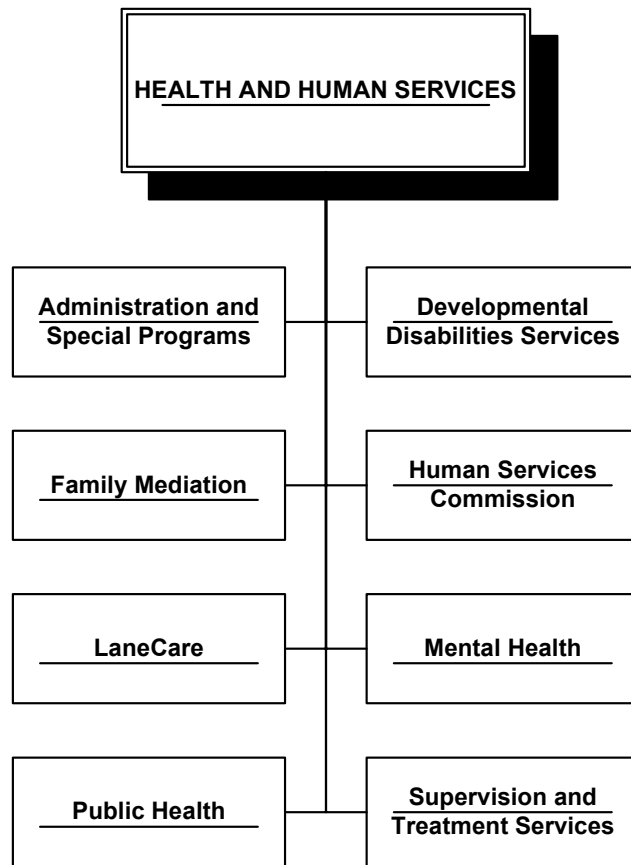 HEALTH AND HUMAN SERVICES
Administration and
Special Programs
Developmental
Disabilities Services
Family Mediation
Human Services
Commission
LaneCare
Mental Health
Public Health
Supervision and
Treatment Services